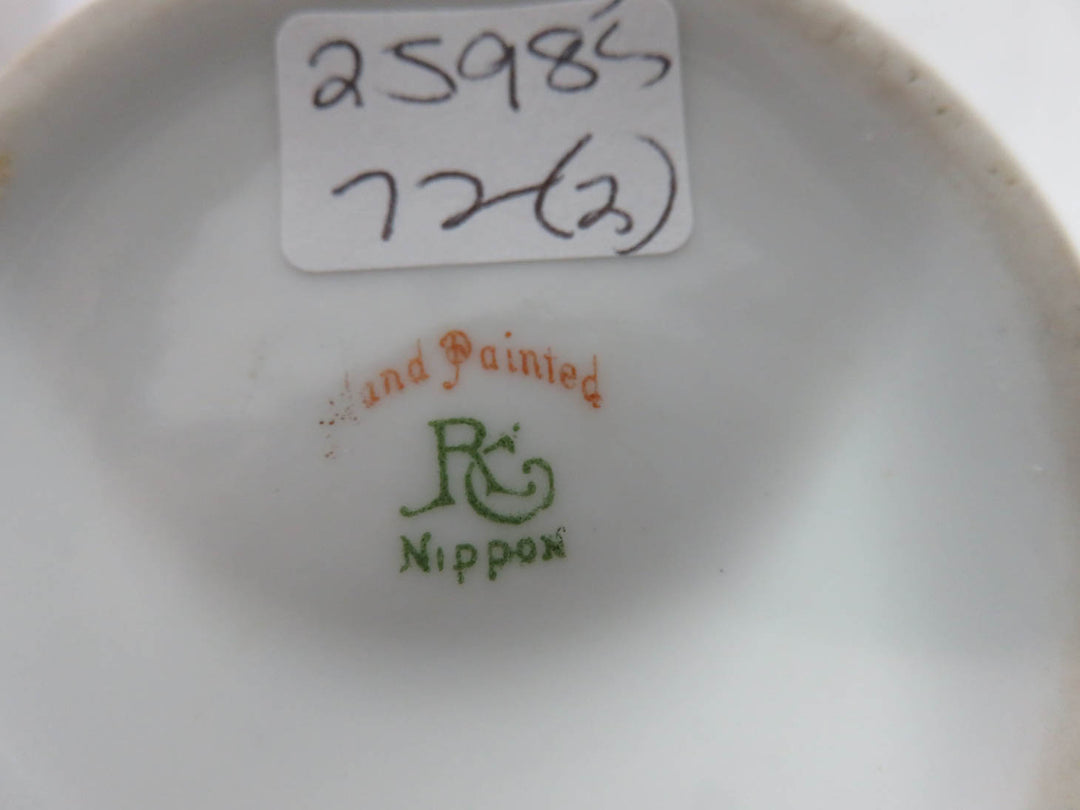 25985
72(2)
Hand Painted
RC
Nippon